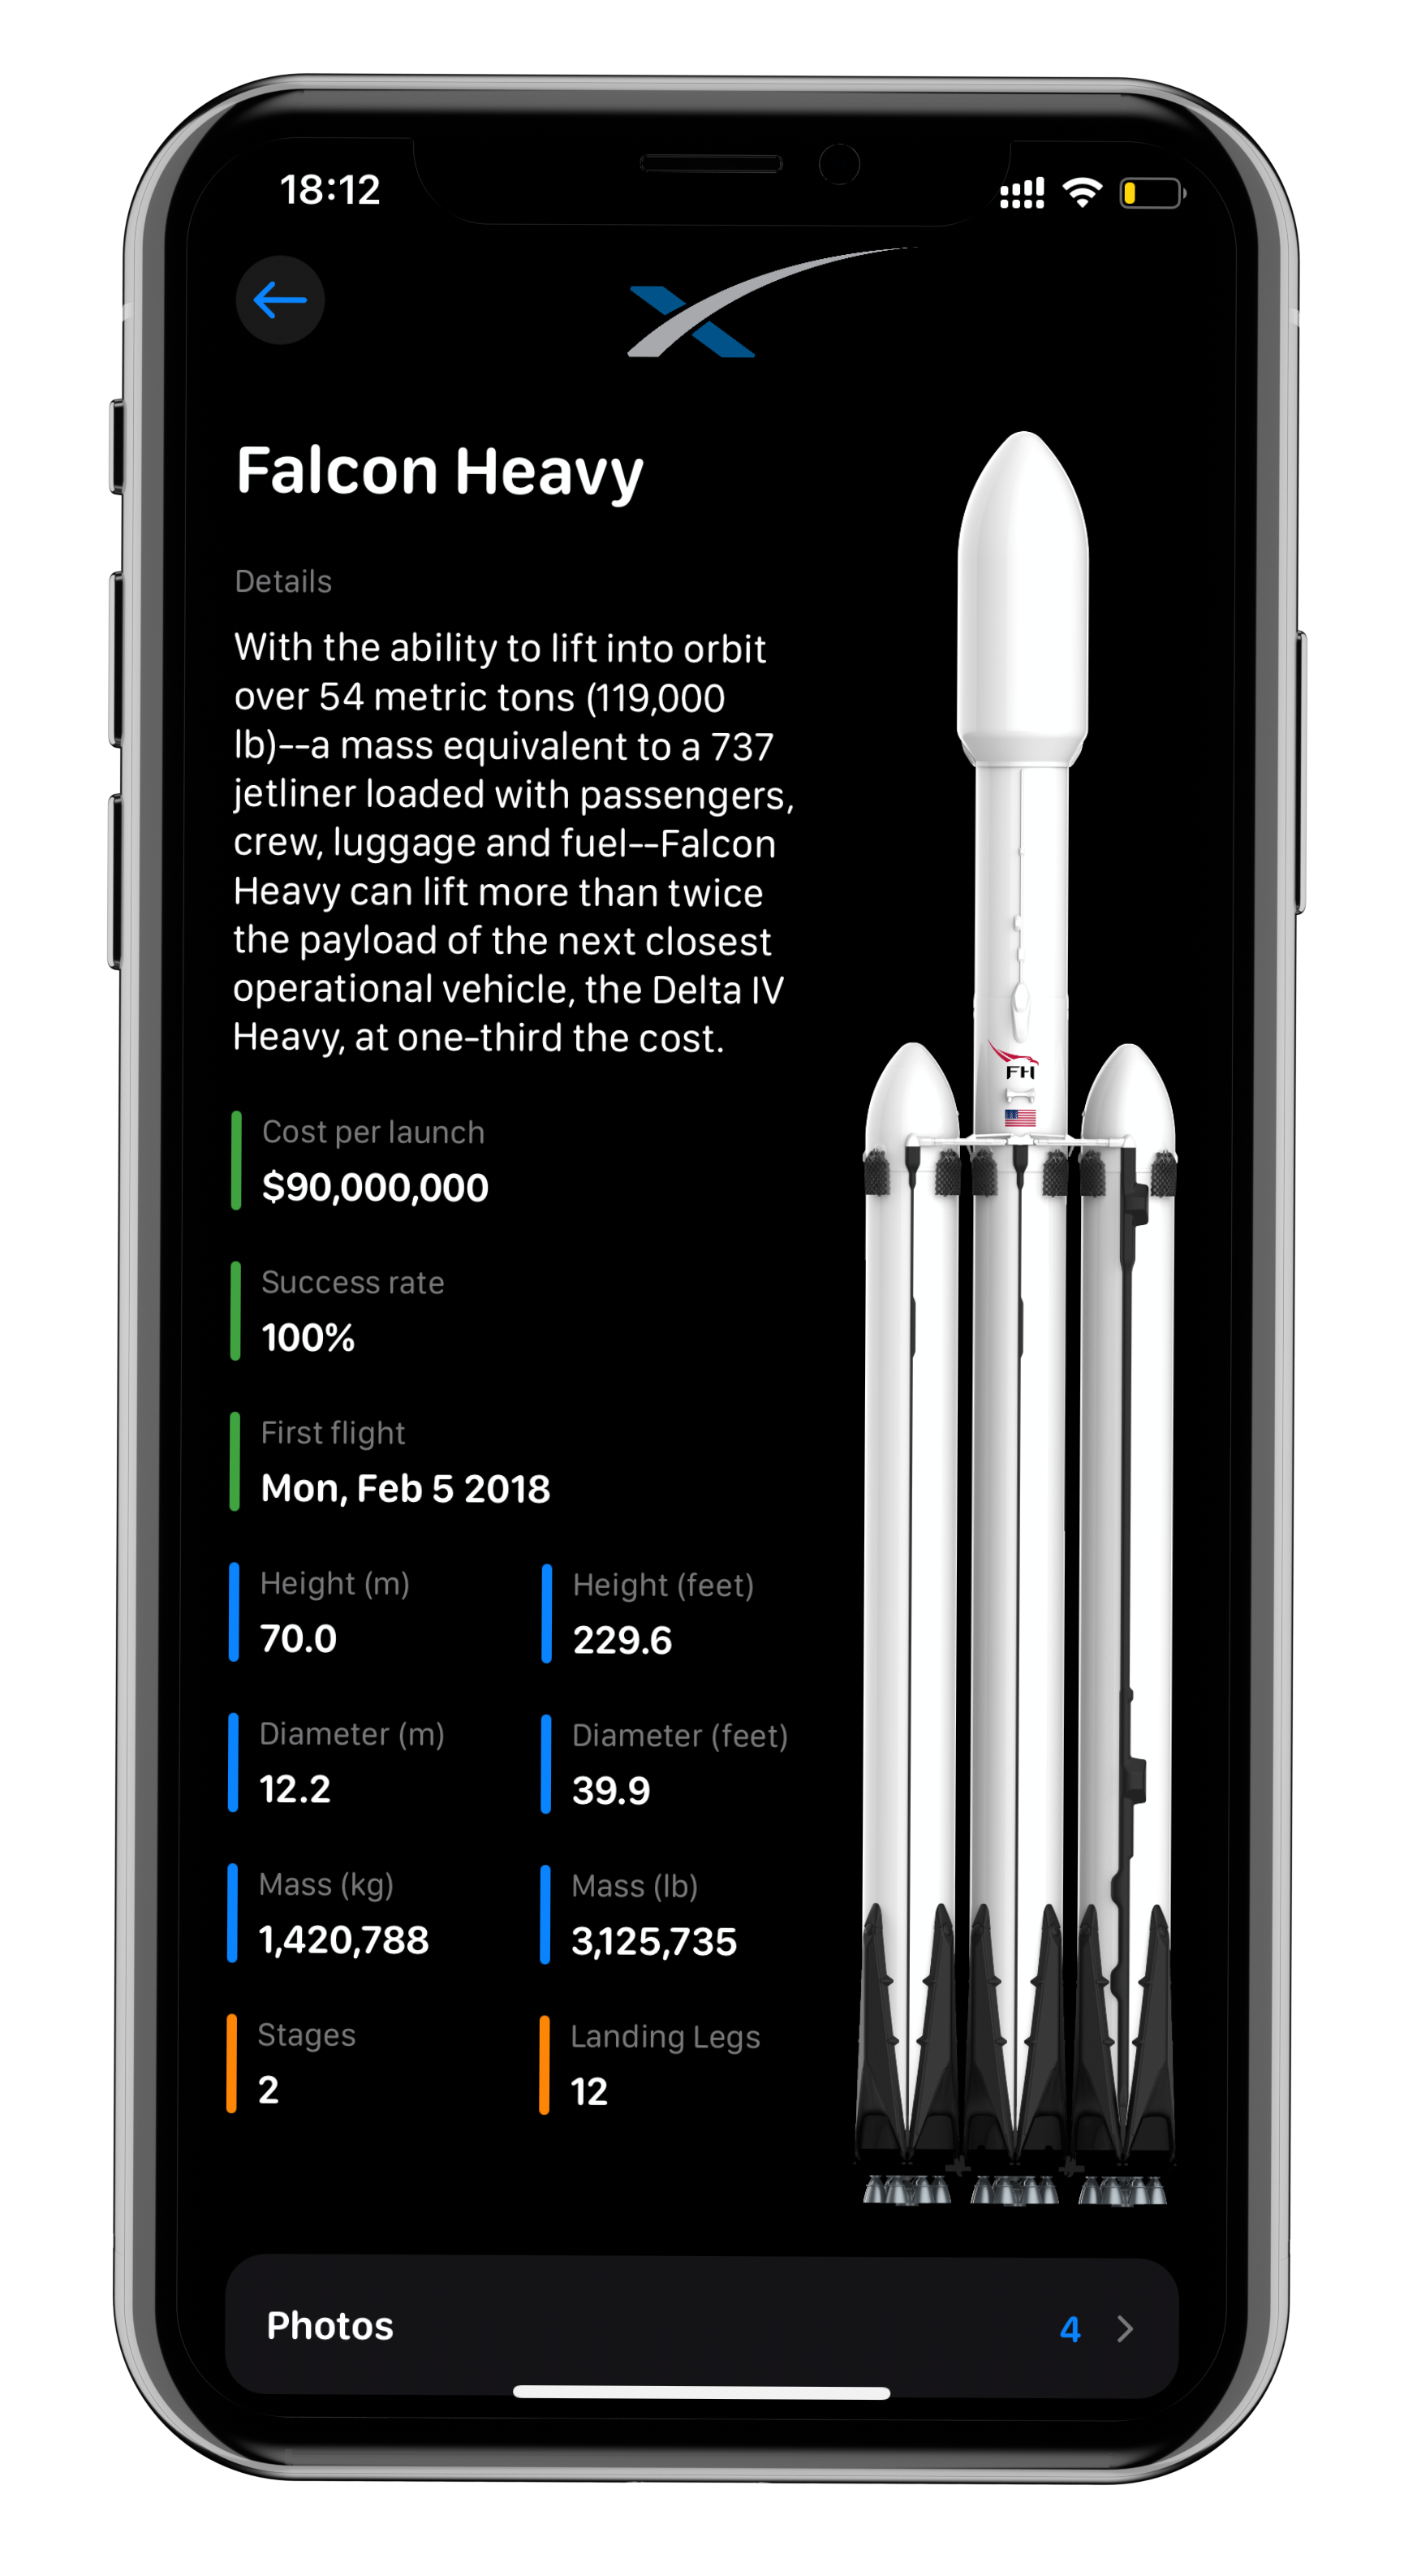 18:12
Falcon Heavy
Details
With the ability to lift into orbit
over 54 metric tons (119,000
lb)--a mass equivalent to a 737
jetliner loaded with passengers,
crew, luggage and fuel--Falcon
Heavy can lift more than twice
the payload of the next closest
operational vehicle, the Delta IV
Heavy, at one-third the cost.
FH
Cost per launch
$90,000,000
Success rate
100%
First flight
Mon, Feb 5 2018
Height (m) Height (feet)
70.0 229.6
Diameter (m) Diameter (feet)
12.2 39.9
Mass (kg) Mass (lb)
1,420,788 3,125,735
Stages Landing Legs
2 12
Photos 4